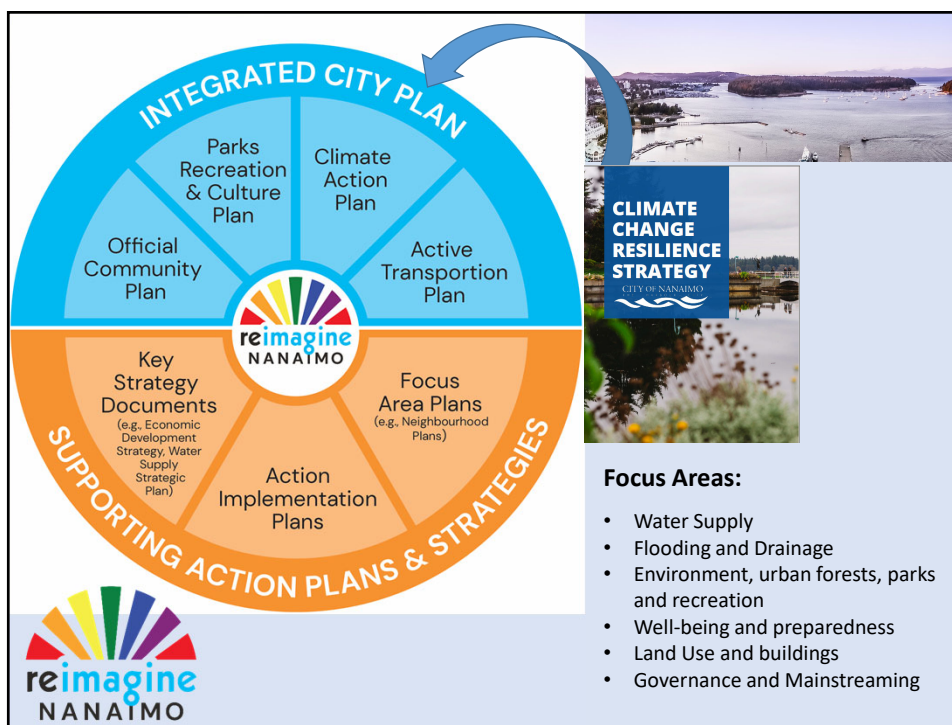 INTEGRATED CITY PLAN
Official
Community
Plan
Parks
Recreation
& Culture
Plan
Climate
Action
Plan
Active
Transportion
Plan
reimagine
NANAIMO
Key
Strategy
Documents
(e.g., Economic
Development
Strategy, Water
Supply
Strategic
Plan)
Action
Implementation
Plans
Focus
Area Plans
(e.g., Neighbourhood
Plans)
SUPPORTING ACTION PLANS & STRATEGIES
reimagine
NANAIMO
CLIMATE
CHANGE
RESILIENCE
STRATEGY
CITY OF NANAIMO
Focus Areas:
• Water Supply
• Flooding and Drainage
• Environment, urban forests, parks
and recreation
• Well-being and preparedness
• Land Use and buildings
• Governance and Mainstreaming